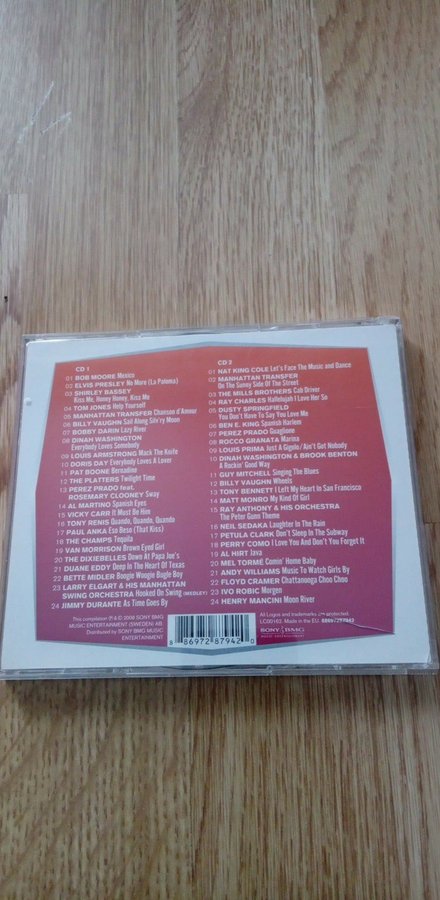 CD 1
01 BOB MOORE Mexico
02 ELVIS PRESLEY No More (La Paloma)
03 SHIRLEY BASSEY
Kiss Me, Honey Honey, Kiss Me
04 TOM JONES Help Yourself
05 MANHATTAN TRANSFER Chanson d'Amour
06 BILLY VAUGHN Sail Along Silv'ry Moon
07 BOBBY DARIN Lazy River
08 DINAH WASHINGTON
Everybody Loves Somebody
09 LOUIS ARMSTRONG Mack The Knife
10 DORIS DAY Everybody Loves A Lover
11 PAT BOONE Bernadine
12 THE PLATTERS Twilight Time
13 PEREZ PRADO feat.
ROSEMARY CLOONEY Sway
14 AL MARTINO Spanish Eyes
15 VICKY CARR It Must Be Him
16 TONY RENIS Quando, Quando, Quando
17 PAUL ANKA Eso Beso (That Kiss)
18 THE CHAMPS Tequila
19 VAN MORRISON Brown Eyed Girl
20 THE DIXIEBELLES Down At Papa Joe's
21 DUANE EDDY Deep In The Heart Of Texas
22 BETTE MIDLER Boogie Woogie Bugle Boy
23 LARRY ELGART & HIS MANHATTAN
SWING ORCHESTRA Hooked On Swing (MEDLEY)
24 JIMMY DURANTE As Time Goes By
CD 2
01 NAT KING COLE Let's Face The Music and Dance
02 MANHATTAN TRANSFER
On The Sunny Side Of The Street
03 THE MILLS BROTHERS Cab Driver
04 RAY CHARLES Hallelujah I Love Her So
05 DUSTY SPRINGFIELD
You Don't Have To Say You Love Me
06 BEN E. KING Spanish Harlem
07 PEREZ PRADO Guaglione
08 ROCCO GRANATA Marina
09 LOUIS PRIMA Just A Gigolo/Ain't Got Nobody
10 DINAH WASHINGTON & BROOK BENTON
A Rockin' Good Way
11 GUY MITCHELL Singing The Blues
12 BILLY VAUGHN Wheels
13 TONY BENNETT I Left My Heart In San Francisco
14 MATT MONRO My Kind Of Girl
15 RAY ANTHONY & HIS ORCHESTRA
The Peter Gunn Theme
16 NEIL SEDAKA Laughter In The Rain
17 PETULA CLARK Don't Sleep In The Subway
18 PERRY COMO I Love You And Don't You Forget It
19 AL HIRT Java
20 MEL TORMÉ Comin' Home Baby
21 ANDY WILLIAMS Music To Watch Girls By
22 FLOYD CRAMER Chattanooga Choo Choo
23 IVO ROBIC Morgen
24 HENRY MANCINI Moon River
This compilation ℗ & © 2008 SONY BMG
MUSIC ENTERTAINMENT (SWEDEN) AB
Distributed by SONY BMG MUSIC
ENTERTAINMENT
8 86972 87942 0
All Logos and Trademarks are protected.
LC00162. Made in the EU.
SONY BMG
MUSIC ENTERTAINMENT